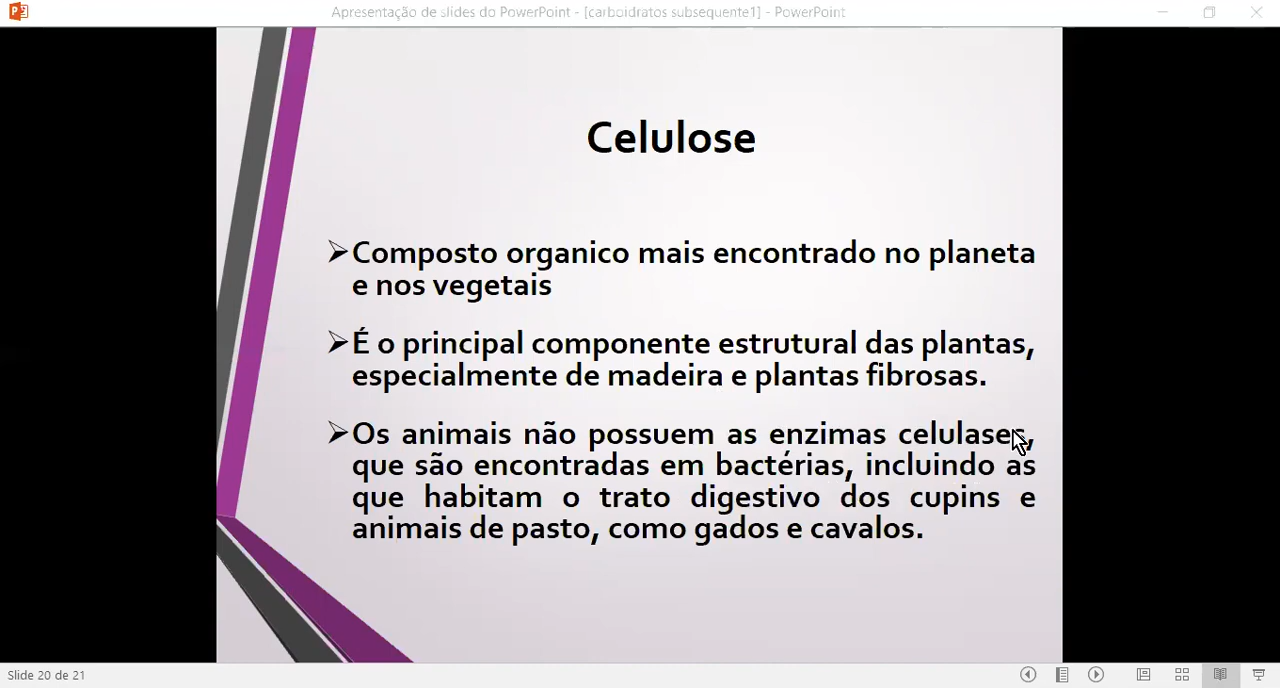 Apresentação de slides do PowerPoint - [carboidratos subsequente1] - PowerPoint
Celulose
Composto organico mais encontrado no planeta
e nos vegetais
É o principal componente estrutural das plantas,
especialmente de madeira e plantas fibrosas.
Os animais não possuem as enzimas celulases,
que são encontradas em bactérias, incluindo as
que habitam o trato digestivo dos cupins e
animais de pasto, como gados e cavalos.
Slide 20 de 21